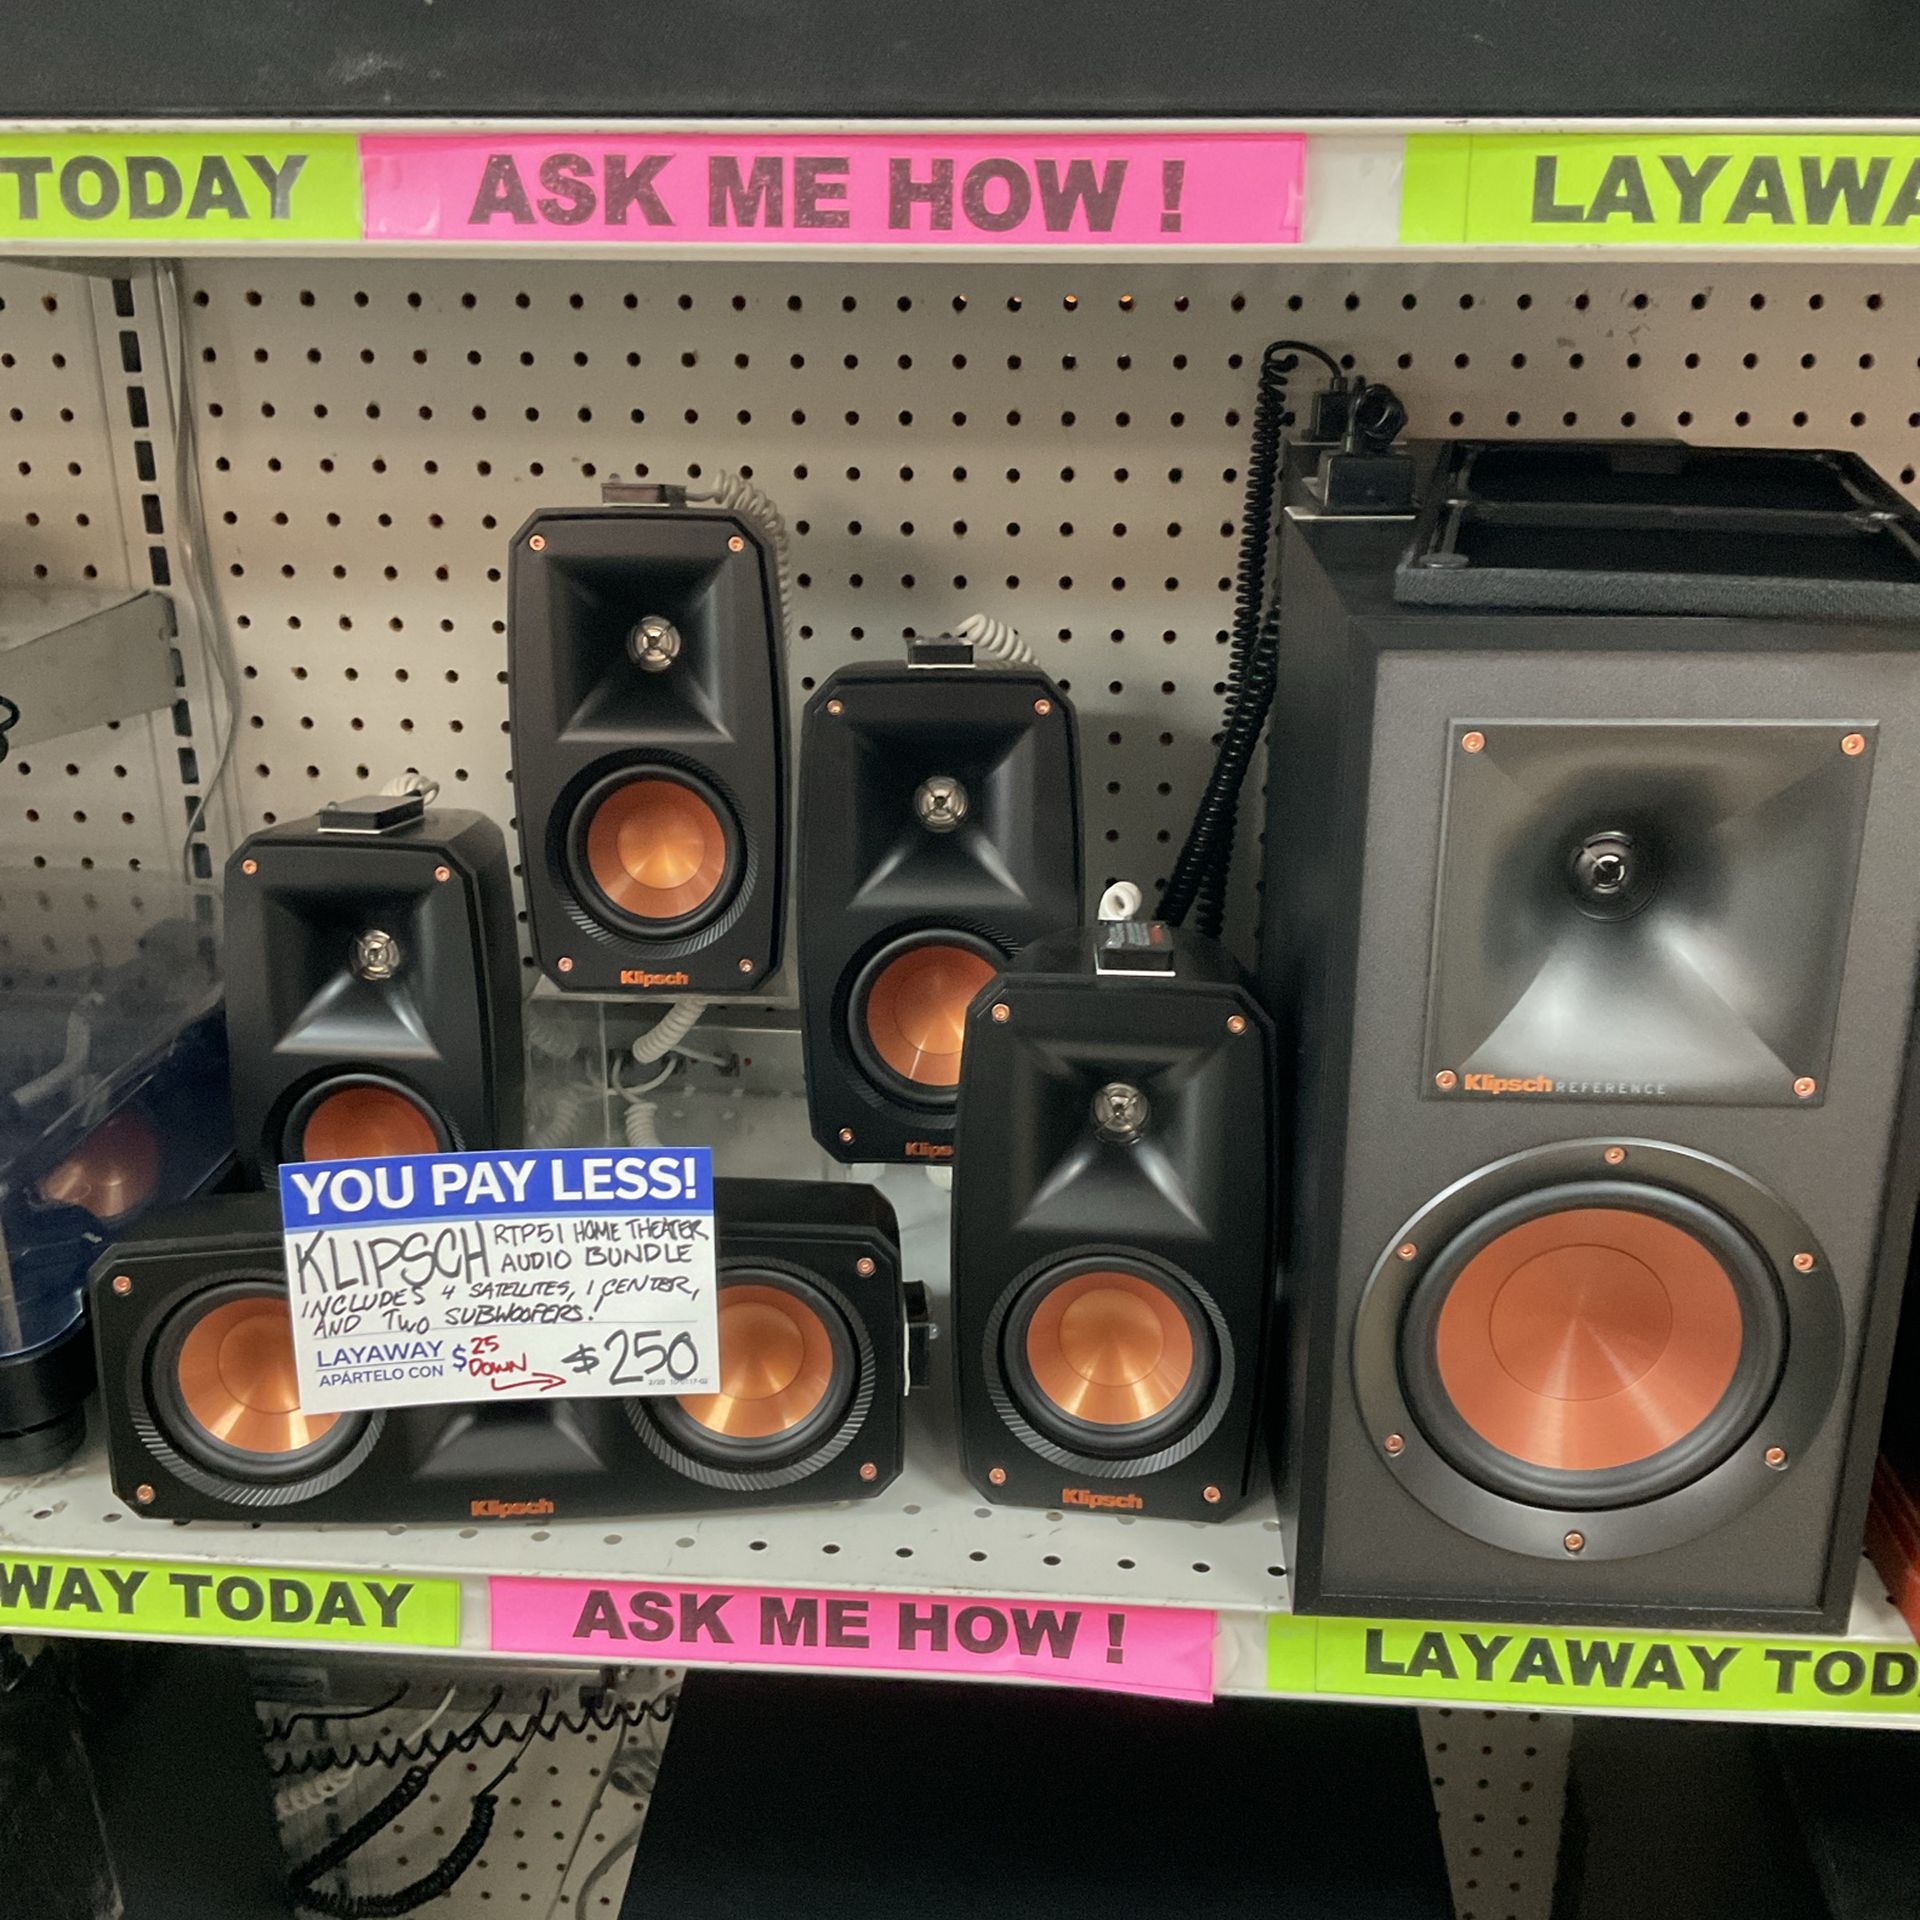 TODAY
ASK ME HOW !
LAYAWA
Klipsch
Klips
Klipsch REFERENCE
YOU PAY LESS!
KLIPSCH RTP51 HOME THEATER
AUDIO BUNDLE
INCLUDES 4 SATELLITES, 1 CENTER,
AND TWO SUBWOOFERS!
LAYAWAY
APÁRTELO CON
$ 25
DOWN
$250
Klipsch
Klipsch
WAY TODAY
ASK ME HOW !
LAYAWAY TOD